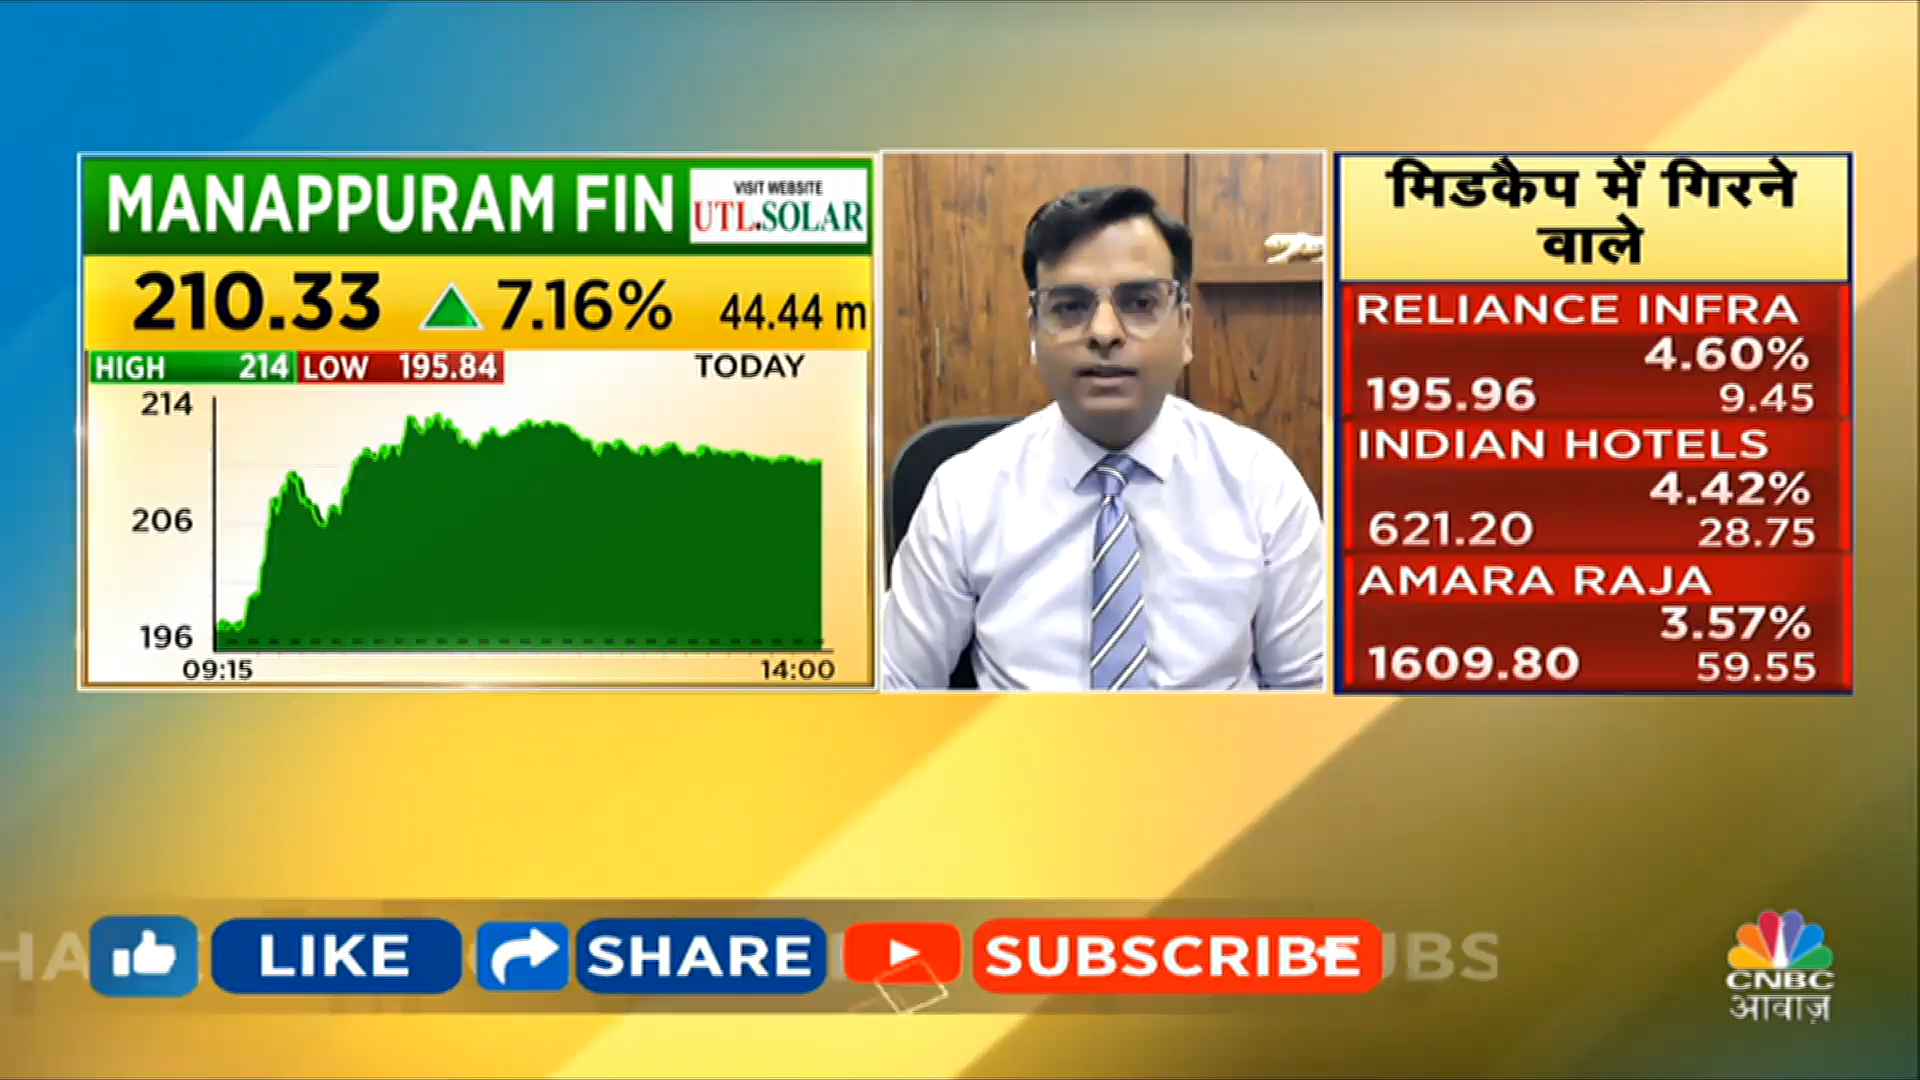 MANAPPURAM FIN
VISIT WEBSITE
UTL.SOLAR
210.33 7.16% 44.44 m
HIGH 214 LOW 195.84 TODAY
214
206
196
09:15 14:00
मिडकैप में गिरने
वाले
RELIANCE INFRA
4.60%
195.96 9.45
INDIAN HOTELS
4.42%
621.20 28.75
AMARA RAJA
3.57%
1609.80 59.55
LIKE SHARE SUBSCRIBE
CNBC
आवाज़